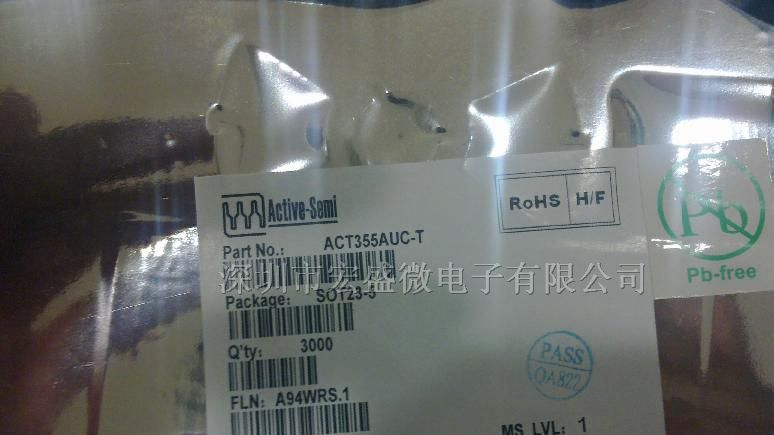 Active-Semi
RoHS H/F
Part No.: ACT355AUC-T
深圳市宏盛微电子有限公司
Package: SOT23-5
Q'ty: 3000
FLN: A94WRS.1
PASS
QA822
MS LVL: 1
Pb
Pb-free